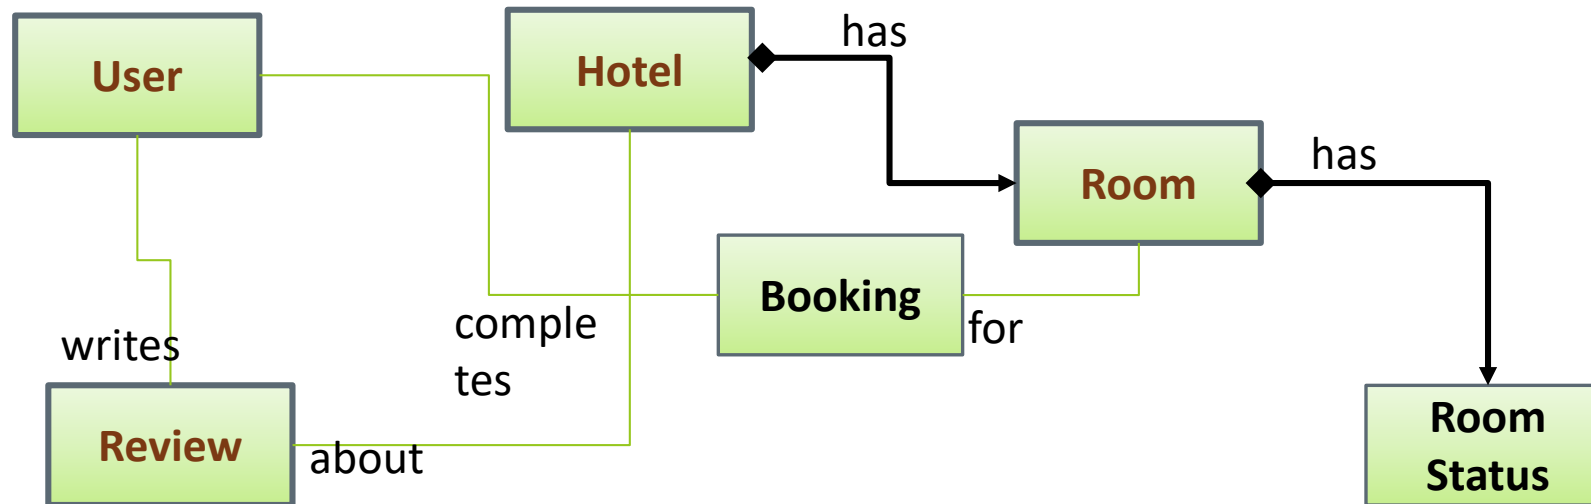 User
Hotel
has
Room
has
Booking
for
comple
tes
writes
Review
about
Room
Status